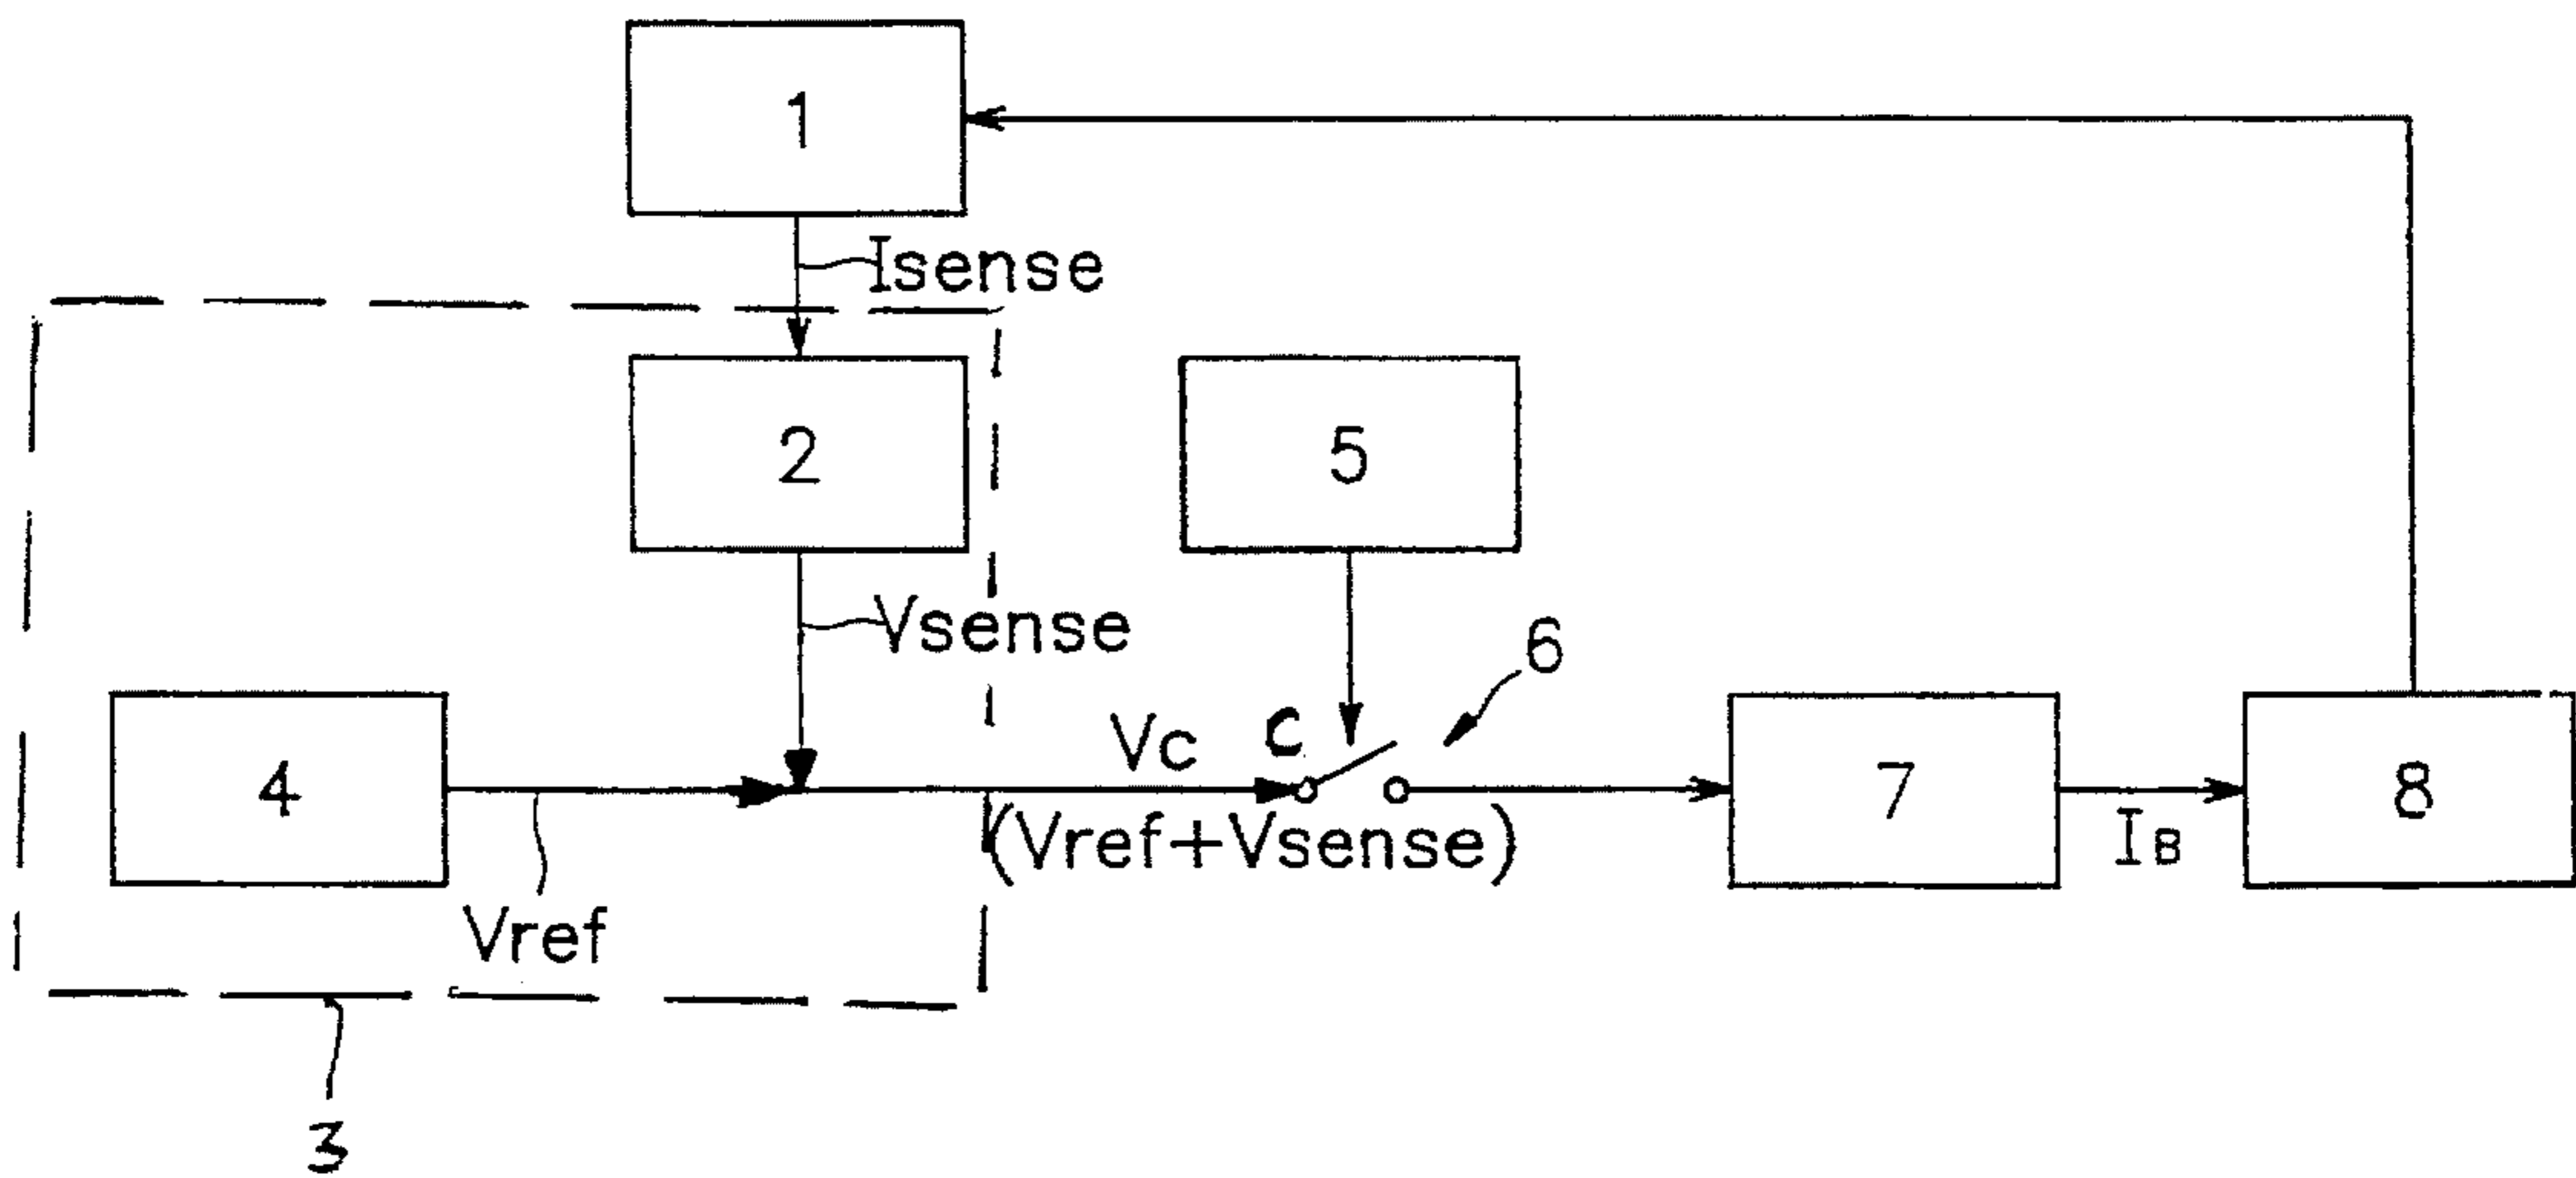 1
Isense
2
5
Vsense
6
4
Vc
C
7
8
(Vref+Vsense)
IB
Vref
3